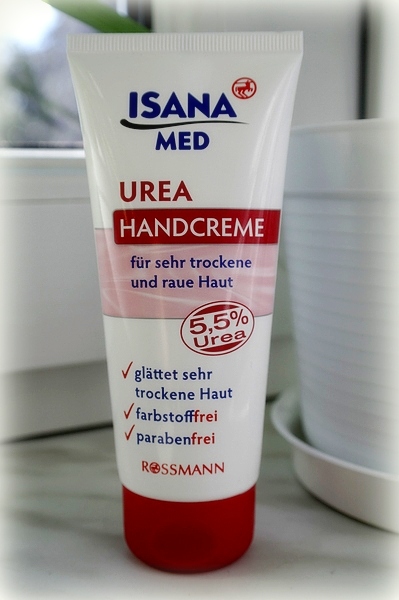 ISANA
MED
UREA
HANDCREME
für sehr trockene
und raue Haut
5,5%
Urea
glättet sehr
trockene Haut
farbstofffrei
parabenfrei
ROSSMANN